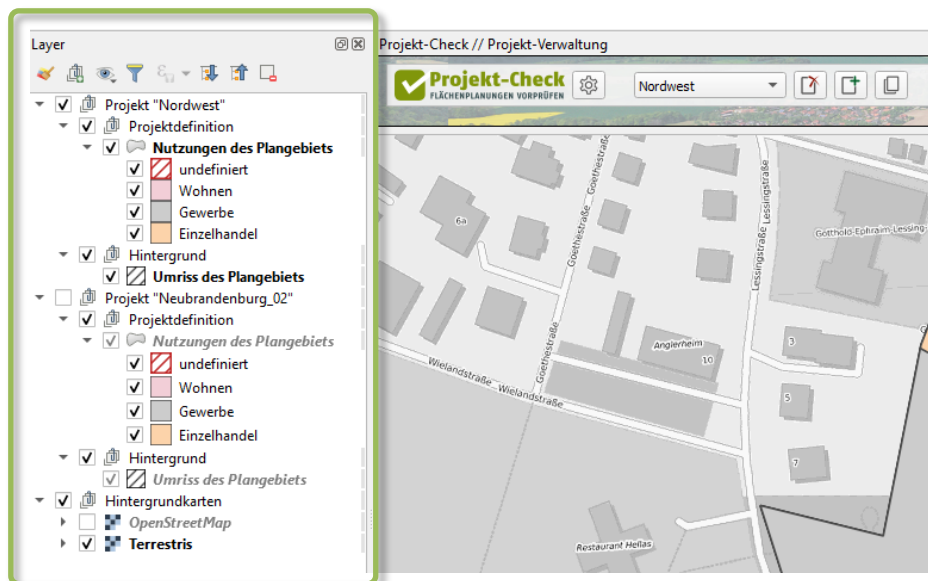 Layer
Projekt "Nordwest"
Projektdefinition
Nutzungen des Plangebiets
undefiniert
Wohnen
Gewerbe
Einzelhandel
Hintergrund
Umriss des Plangebiets
Projekt "Neubrandenburg_02"
Projektdefinition
Nutzungen des Plangebiets
undefiniert
Wohnen
Gewerbe
Einzelhandel
Hintergrund
Umriss des Plangebiets
Hintergrundkarten
OpenStreetMap
Terrestris
Projekt-Check // Projekt-Verwaltung
Projekt-Check
FLÄCHENPLANUNGEN VORPRÜFEN
Nordwest
Goethestraße
Goethestraße
Lessingstraße
Lessingstraße
6a
Gotthold-Ephraim-Lessing-
Goethestraße
Anglerheim
10
3
Wielandstraße
Wielandstraße
5
7
Restaurant Hellas